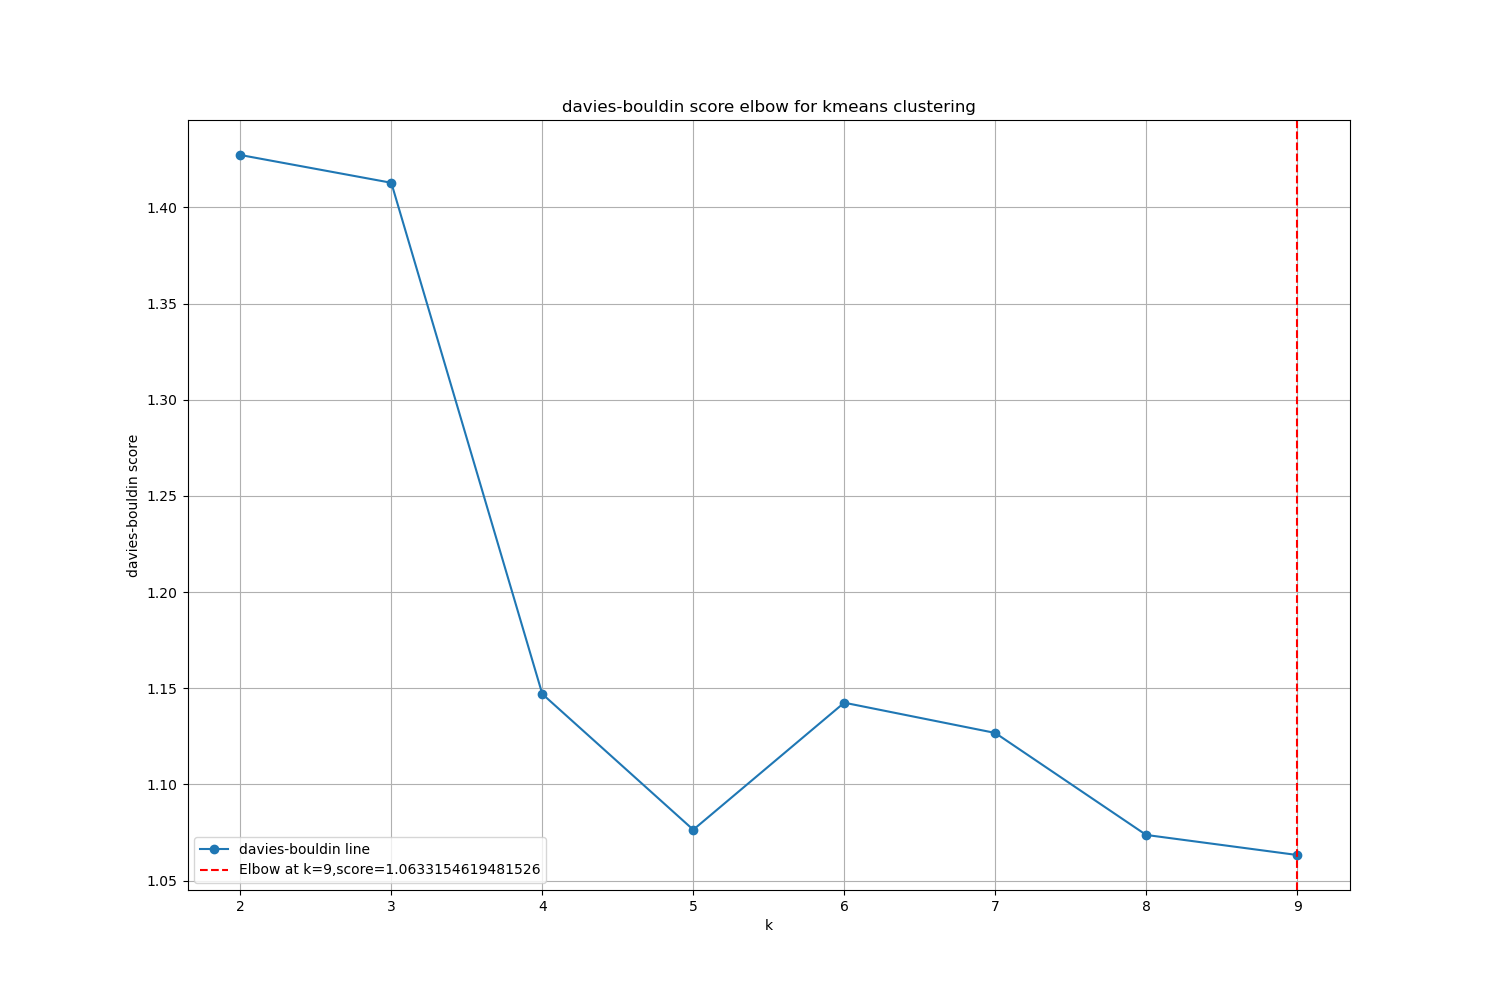 davies-bouldin score elbow for kmeans clustering
davies-bouldin score
1.40
1.35
1.30
1.25
1.20
1.15
1.10
1.05
davies-bouldin line
Elbow at k=9,score=1.0633154619481526
2 3 4 5 6 7 8 9
k